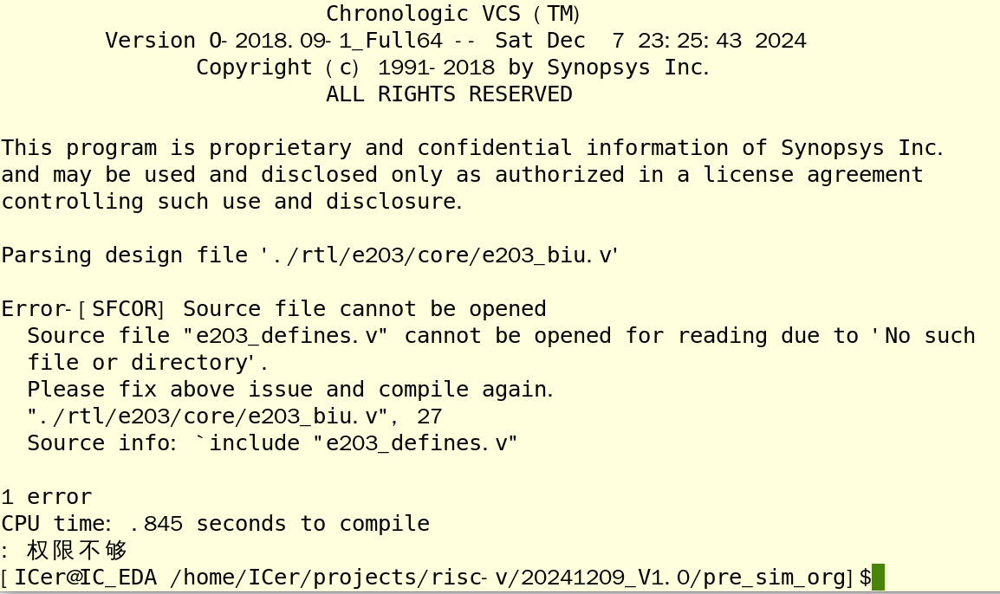 Chronologic VCS (TM)
Version O-2018.09-1_Full64 -- Sat Dec  7 23:25:43 2024
Copyright (c) 1991-2018 by Synopsys Inc.
ALL RIGHTS RESERVED
This program is proprietary and confidential information of Synopsys Inc.
and may be used and disclosed only as authorized in a license agreement
controlling such use and disclosure.
Parsing design file './rtl/e203/core/e203_biu.v'
Error-[SFCOR] Source file cannot be opened
Source file "e203_defines.v" cannot be opened for reading due to 'No such
file or directory'.
Please fix above issue and compile again.
"./rtl/e203/core/e203_biu.v", 27
Source info: `include "e203_defines.v"
1 error
CPU time: .845 seconds to compile
: 权限不够
[ICer@IC_EDA /home/ICer/projects/risc-v/20241209_V1.0/pre_sim_org]$